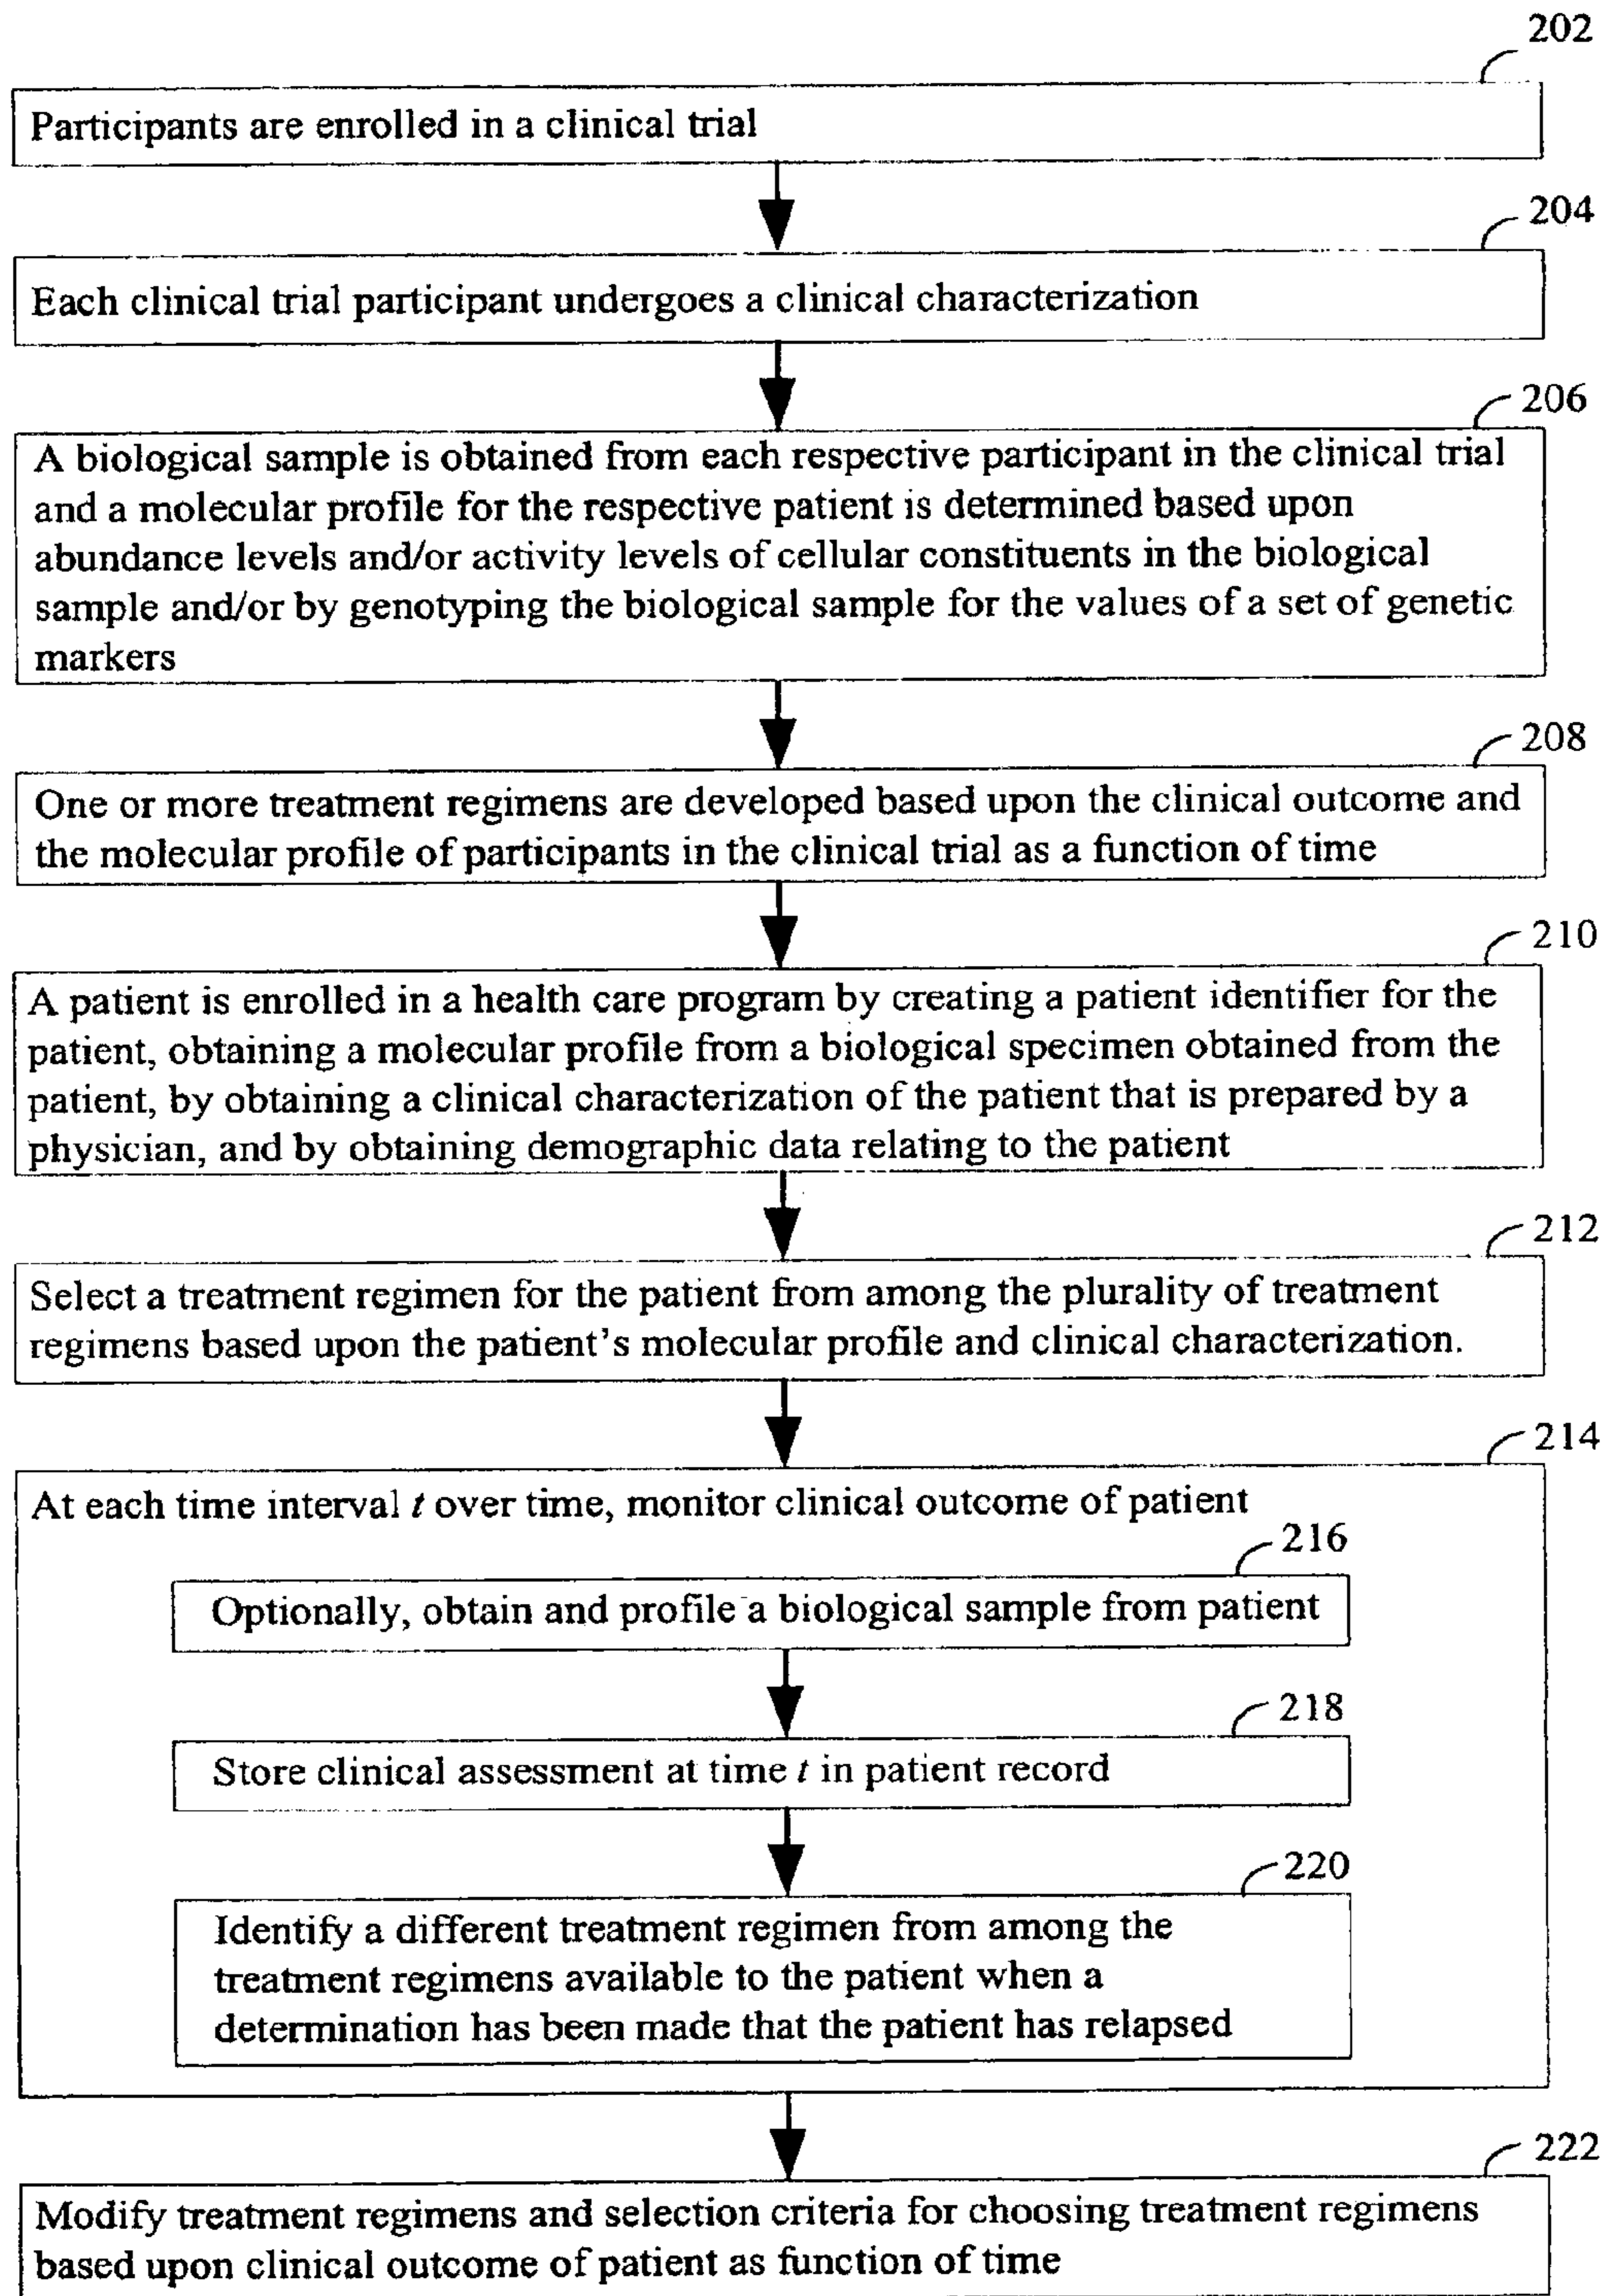 202
Participants are enrolled in a clinical trial
204
Each clinical trial participant undergoes a clinical characterization
206
A biological sample is obtained from each respective participant in the clinical trial
and a molecular profile for the respective patient is determined based upon
abundance levels and/or activity levels of cellular constituents in the biological
sample and/or by genotyping the biological sample for the values of a set of genetic
markers
208
One or more treatment regimens are developed based upon the clinical outcome and
the molecular profile of participants in the clinical trial as a function of time
210
A patient is enrolled in a health care program by creating a patient identifier for the
patient, obtaining a molecular profile from a biological specimen obtained from the
patient, by obtaining a clinical characterization of the patient that is prepared by a
physician, and by obtaining demographic data relating to the patient
212
Select a treatment regimen for the patient from among the plurality of treatment
regimens based upon the patient's molecular profile and clinical characterization.
214
At each time interval t over time, monitor clinical outcome of patient
216
Optionally, obtain and profile a biological sample from patient
218
Store clinical assessment at time t in patient record
220
Identify a different treatment regimen from among the
treatment regimens available to the patient when a
determination has been made that the patient has relapsed
222
Modify treatment regimens and selection criteria for choosing treatment regimens
based upon clinical outcome of patient as function of time